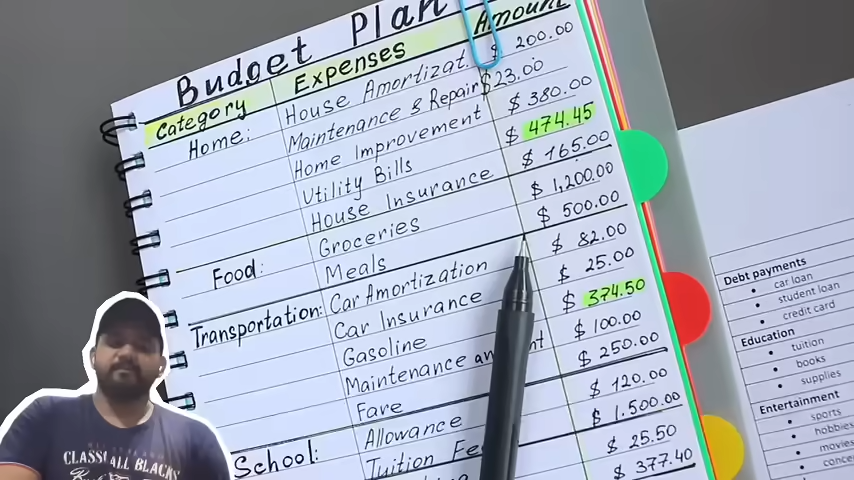 Budget Plan
Category Expenses Amount
Home: House Amortizat. $ 200.00
Maintenance & Repair $23.00
Home Improvement $ 380.00
Utility Bills $ 474.45
House Insurance $ 165.00
Food: Groceries $ 1,200.00
Meals $ 500.00
Transportation: Car Amortization $ 82.00
Car Insurance $ 25.00
Gasoline $ 374.50
Maintenance $ 100.00
Fare $ 250.00
School: Allowance $ 120.00
Tuition $ 1.500.00
$ 25.50
$ 377.40
Debt payments
car loan
student loan
credit card
Education
tuition
books
supplies
Entertainment
sports
hobbies
movies
CLASSIC ALL BLACKS